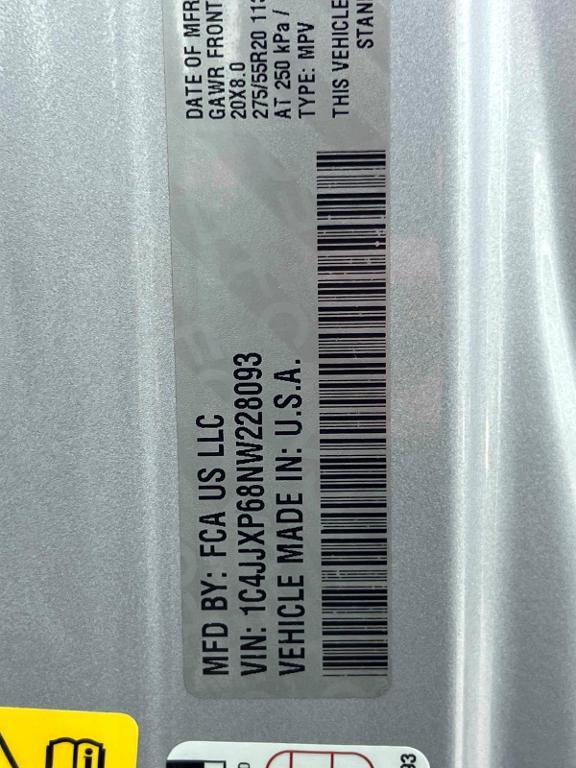 MFD BY: FCA US LLC
VIN: 1C4JJXP68NW228093
VEHICLE MADE IN: U.S.A.
DATE OF MFR
GAWR FRONT
20X8.0
275/55R20
AT 250 kPa /
TYPE: MPV
THIS VEHICLE
STAN
93